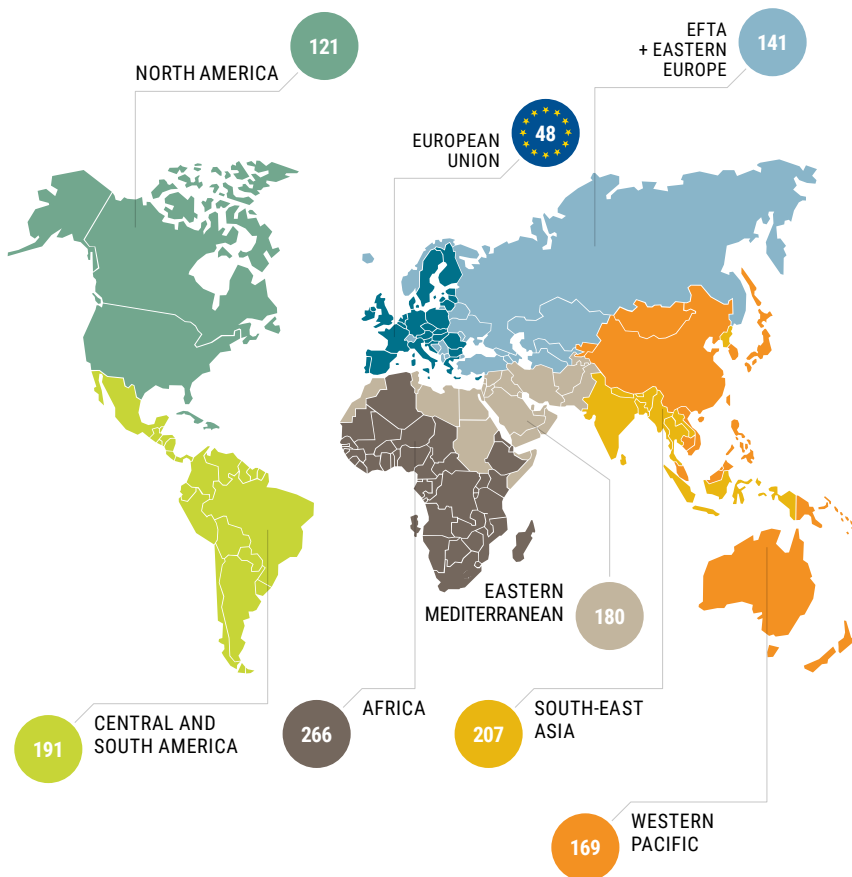 121
NORTH AMERICA
EFTA
+ EASTERN
EUROPE
141
EUROPEAN
UNION
48
EASTERN
MEDITERRANEAN
180
191
CENTRAL AND
SOUTH AMERICA
266
AFRICA
207
SOUTH-EAST
ASIA
169
WESTERN
PACIFIC